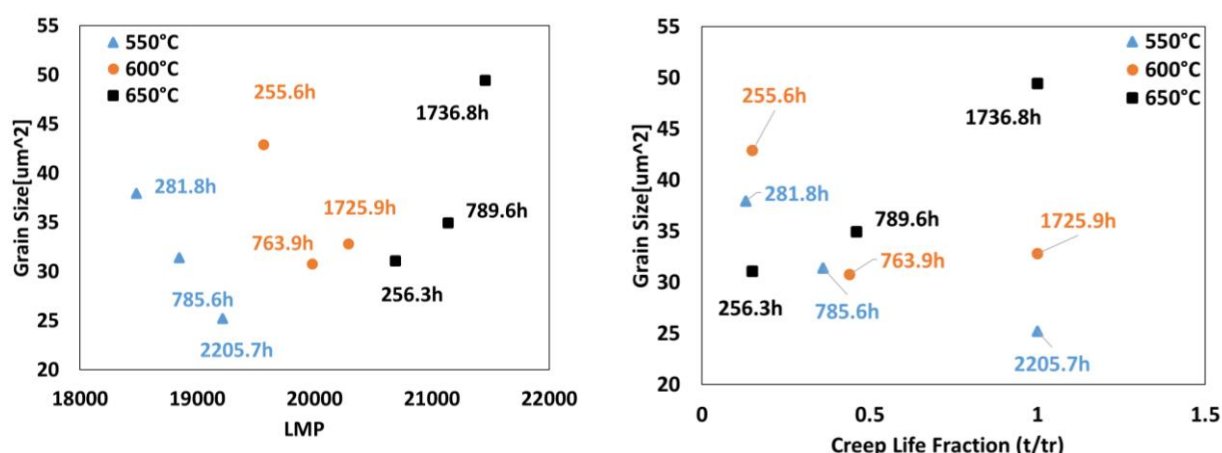 55
50
45
40
35
30
25
20
Grain Size[um^2]
550°C
600°C
650°C
255.6h
1736.8h
281.8h
1725.9h
789.6h
763.9h
256.3h
785.6h
2205.7h
18000 19000 20000 21000 22000
LMP
55
50
45
40
35
30
25
20
Grain Size[um^2]
550°C
600°C
650°C
255.6h
1736.8h
281.8h
789.6h
1725.9h
763.9h
256.3h
785.6h
2205.7h
0 0.5 1 1.5
Creep Life Fraction (t/tr)